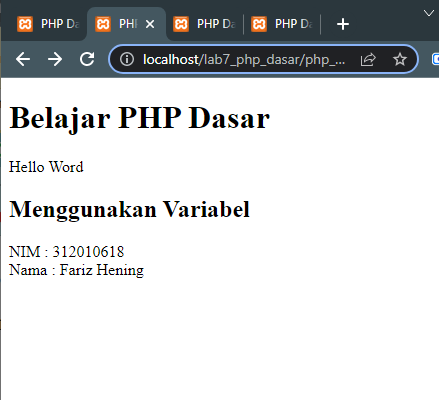 PHP Da
PHP
PHP Da
PHP Da
localhost/lab7_php_dasar/php_...
Belajar PHP Dasar
Hello Word
Menggunakan Variabel
NIM : 312010618
Nama : Fariz Hening